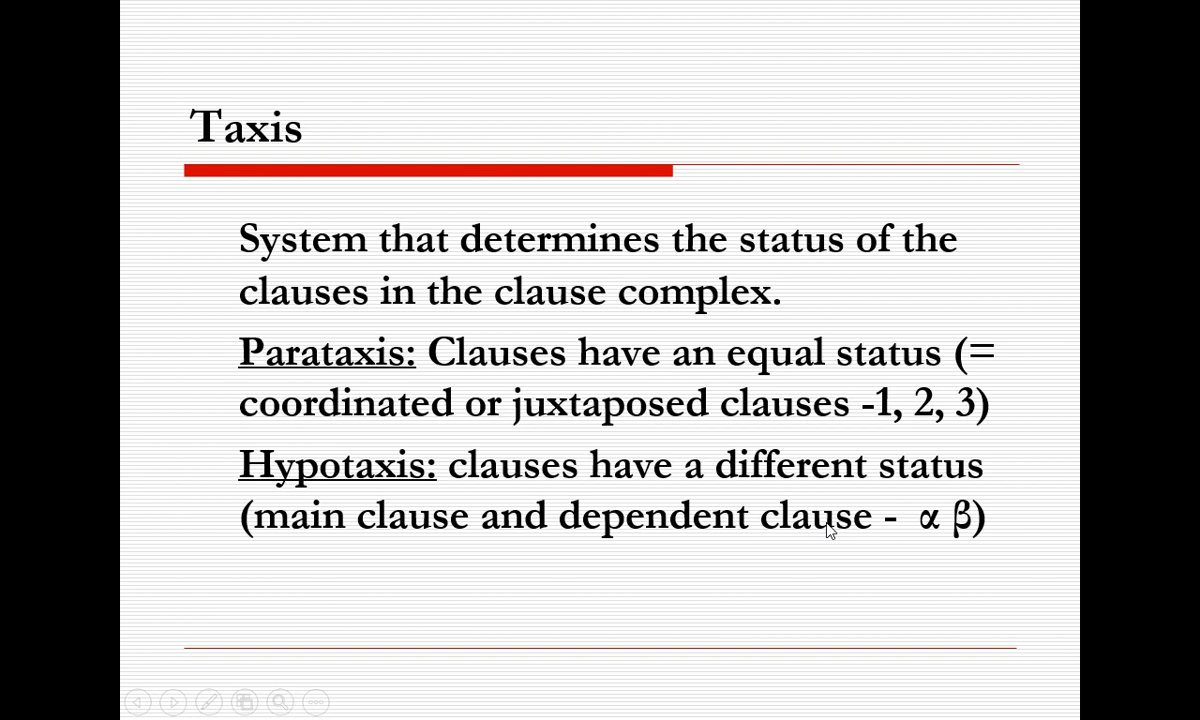 Taxis
System that determines the status of the
clauses in the clause complex.
Parataxis: Clauses have an equal status (=
coordinated or juxtaposed clauses -1, 2, 3)
Hypotaxis: clauses have a different status
(main clause and dependent clause - α β)